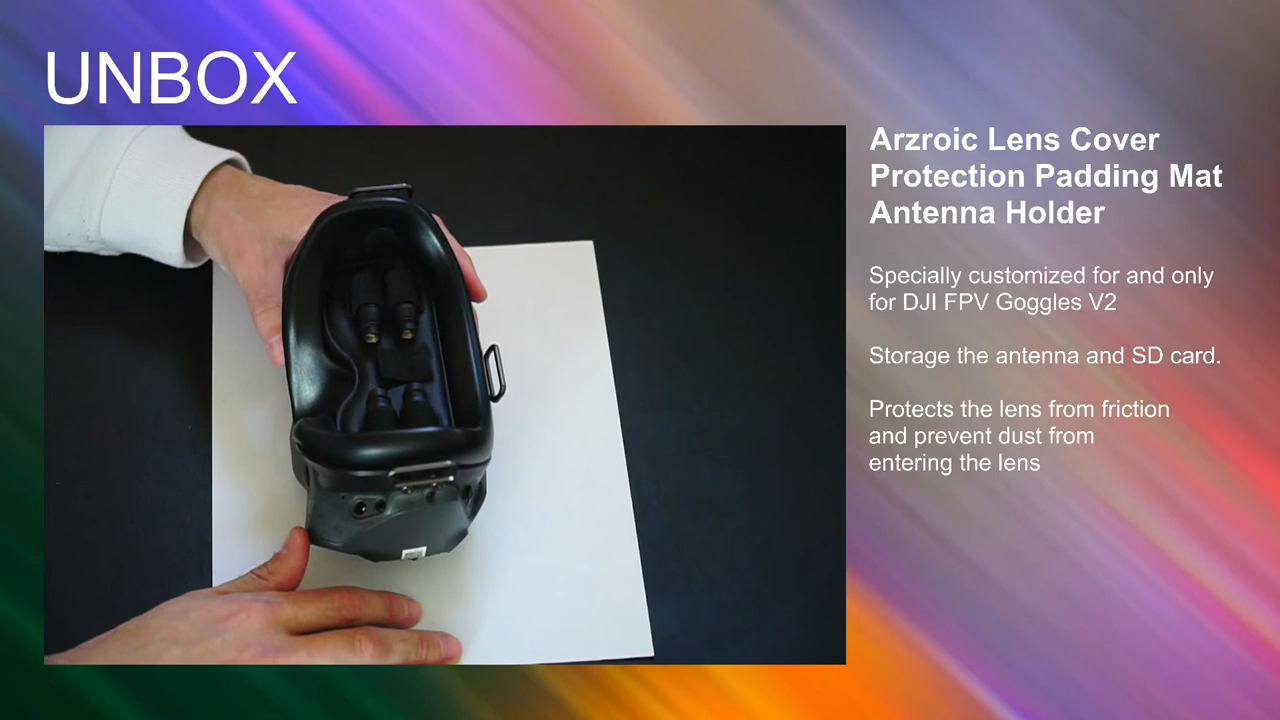 UNBOX
Arzroic Lens Cover
Protection Padding Mat
Antenna Holder
Specially customized for and only
for DJI FPV Goggles V2
Storage the antenna and SD card.
Protects the lens from friction
and prevent dust from
entering the lens